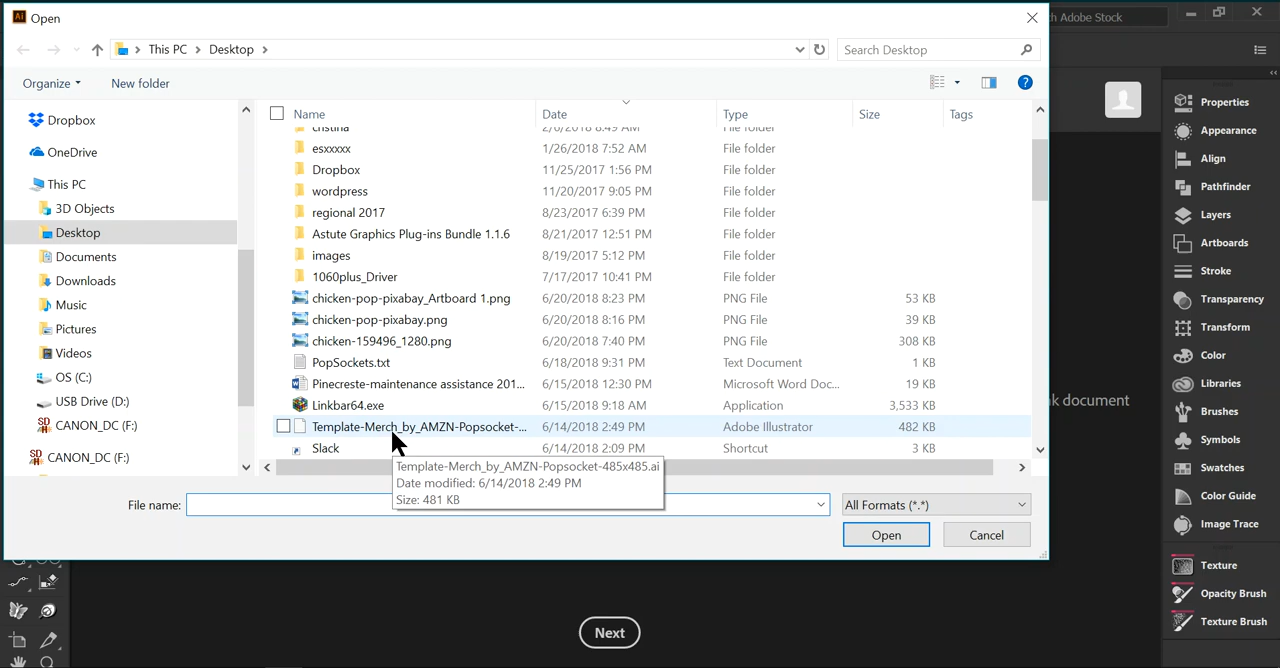 Ai Open
h Adobe Stock
This PC Desktop
Search Desktop
Organize
New folder
Dropbox
OneDrive
This PC
3D Objects
Desktop
Documents
Downloads
Music
Pictures
Videos
OS (C:)
USB Drive (D:)
CANON_DC (F:)
CANON_DC (F:)
Name Date Type Size Tags
cristina 2/6/2018 8:49 AM File folder
esxxxxx 1/26/2018 7:52 AM File folder
Dropbox 11/25/2017 1:56 PM File folder
wordpress 11/20/2017 9:05 PM File folder
regional 2017 8/23/2017 6:39 PM File folder
Astute Graphics Plug-ins Bundle 1.1.6 8/21/2017 12:51 PM File folder
images 8/19/2017 5:12 PM File folder
1060plus_Driver 7/17/2017 10:41 PM File folder
chicken-pop-pixabay_Artboard 1.png 6/20/2018 8:23 PM PNG File 53 KB
chicken-pop-pixabay.png 6/20/2018 8:16 PM PNG File 39 KB
chicken-159496_1280.png 6/20/2018 7:40 PM PNG File 308 KB
PopSockets.txt 6/18/2018 9:31 PM Text Document 1 KB
Pinecreste-maintenance assistance 201... 6/15/2018 12:30 PM Microsoft Word Doc... 19 KB
Linkbar64.exe 6/15/2018 9:18 AM Application 3,533 KB
Template-Merch_by_AMZN-Popsocket-... 6/14/2018 2:49 PM Adobe Illustrator 482 KB
Slack 6/14/2018 2:09 PM Shortcut 3 KB
Template-Merch_by_AMZN-Popsocket-485x485.ai
Date modified: 6/14/2018 2:49 PM
Size: 481 KB
File name:
All Formats (*.*)
Open
Cancel
k document
Next
Properties
Appearance
Align
Pathfinder
Layers
Artboards
Stroke
Transparency
Transform
Color
Libraries
Brushes
Symbols
Swatches
Color Guide
Image Trace
Texture
Opacity Brush
Texture Brush